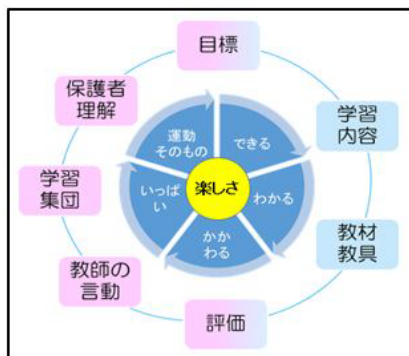 目標
保護者
理解
学習
内容
運動
そのもの
できる
学習
集団
いっぱ
い
楽しさ
わかる
かか
わる
教材
教具
教師の
言動
評価